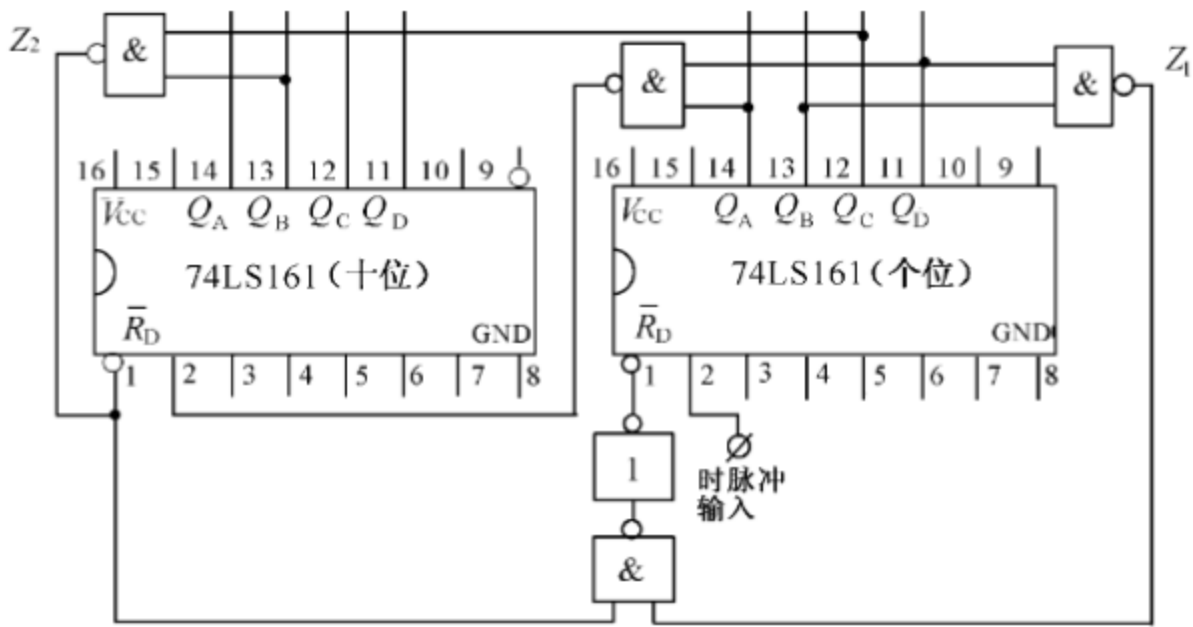 Z₂ & & & Z₁
16 15 14 13 12 11 10 9 16 15 14 13 12 11 10 9
V̄CC QA QB QC QD VCC QA QB QC QD
74LS161（十位） 74LS161（个位）
R̄D GND R̄D GND
1 2 3 4 5 6 7 8 1 2 3 4 5 6 7 8
1 时脉冲
输入
&